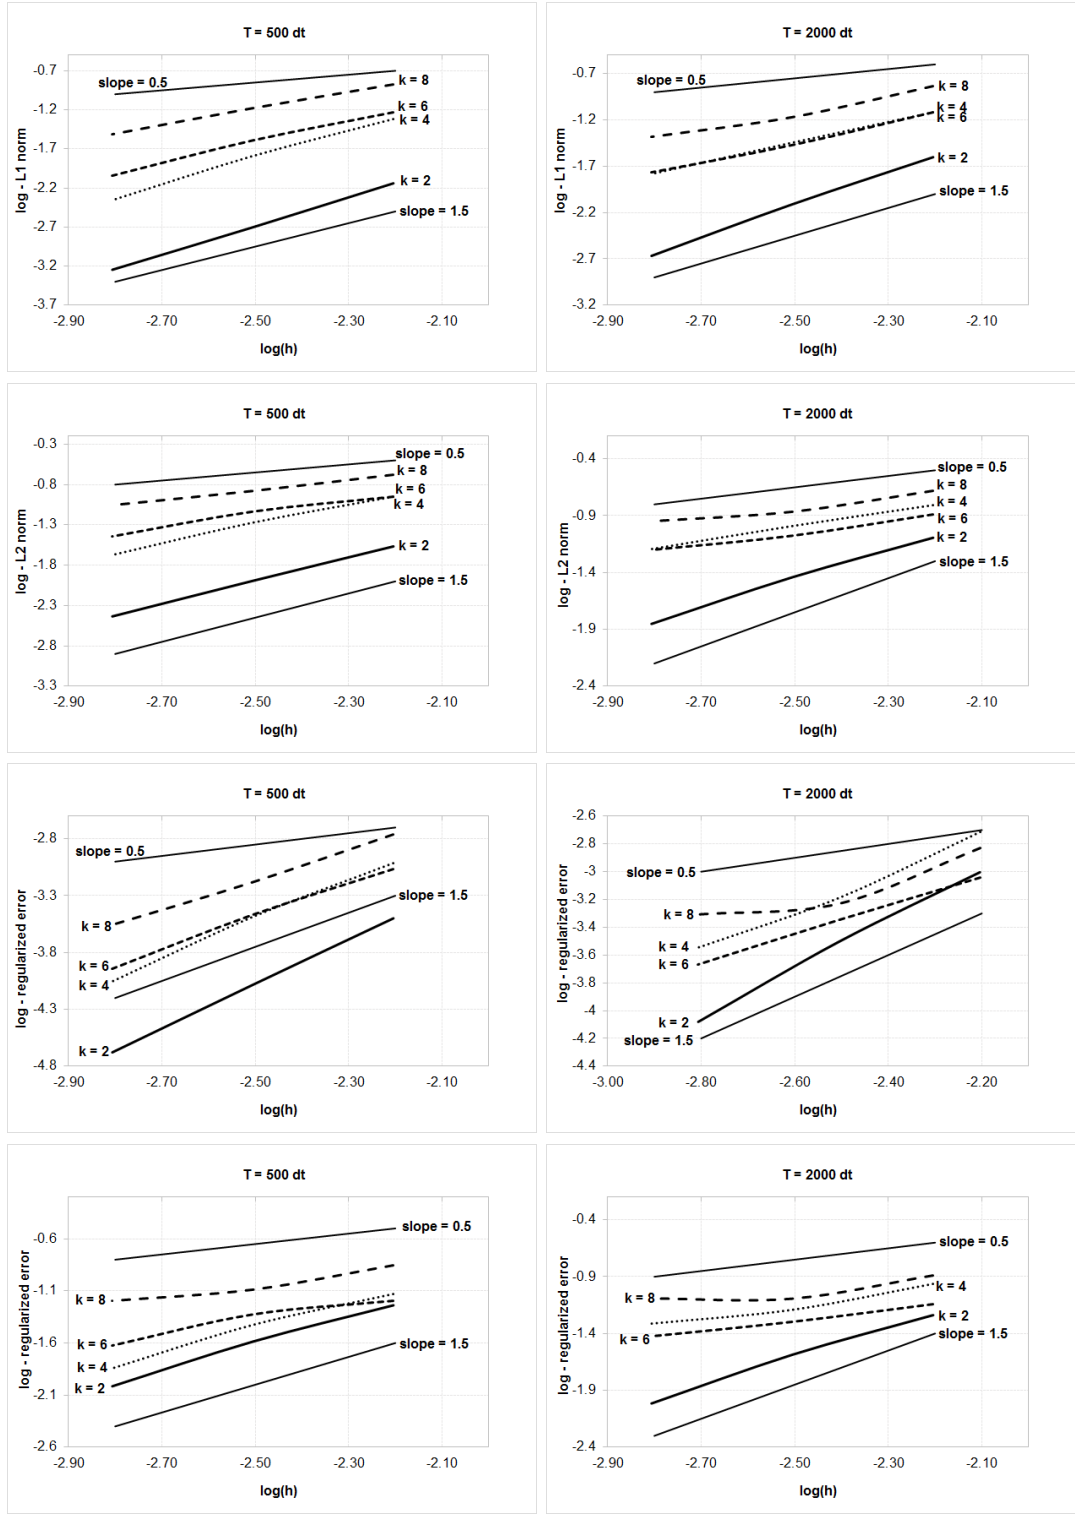 T = 500 dt
log - L1 norm
-0.7
-1.2
-1.7
-2.2
-2.7
-3.2
-3.7
slope = 0.5
k = 8
k = 6
k = 4
k = 2
slope = 1.5
-2.90
-2.70
-2.50
-2.30
-2.10
log(h)
T = 2000 dt
log - L1 norm
-0.7
-1.2
-1.7
-2.2
-2.7
-3.2
slope = 0.5
k = 8
k = 4
k = 6
k = 2
slope = 1.5
-2.90
-2.70
-2.50
-2.30
-2.10
log(h)
T = 500 dt
log - L2 norm
-0.3
-0.8
-1.3
-1.8
-2.3
-2.8
-3.3
slope = 0.5
k = 8
k = 6
k = 4
k = 2
slope = 1.5
-2.90
-2.70
-2.50
-2.30
-2.10
log(h)
T = 2000 dt
log - L2 norm
-0.4
-0.9
-1.4
-1.9
-2.4
slope = 0.5
k = 8
k = 4
k = 6
k = 2
slope = 1.5
-2.90
-2.70
-2.50
-2.30
-2.10
log(h)
T = 500 dt
log - regularized error
-2.8
-3.3
-3.8
-4.3
-4.8
slope = 0.5
slope = 1.5
k = 8
k = 6
k = 4
k = 2
-2.90
-2.70
-2.50
-2.30
-2.10
log(h)
T = 2000 dt
log - regularized error
-2.6
-2.8
-3
-3.2
-3.4
-3.6
-3.8
-4
-4.2
-4.4
slope = 0.5
k = 8
k = 4
k = 6
k = 2
slope = 1.5
-3.00
-2.80
-2.60
-2.40
-2.20
log(h)
T = 500 dt
log - regularized error
-0.6
-1.1
-1.6
-2.1
-2.6
slope = 0.5
k = 8
k = 6
slope = 1.5
k = 4
k = 2
-2.90
-2.70
-2.50
-2.30
-2.10
log(h)
T = 2000 dt
log - regularized error
-0.4
-0.9
-1.4
-1.9
-2.4
slope = 0.5
k = 4
k = 8
k = 2
slope = 1.5
k = 6
-2.90
-2.70
-2.50
-2.30
-2.10
log(h)